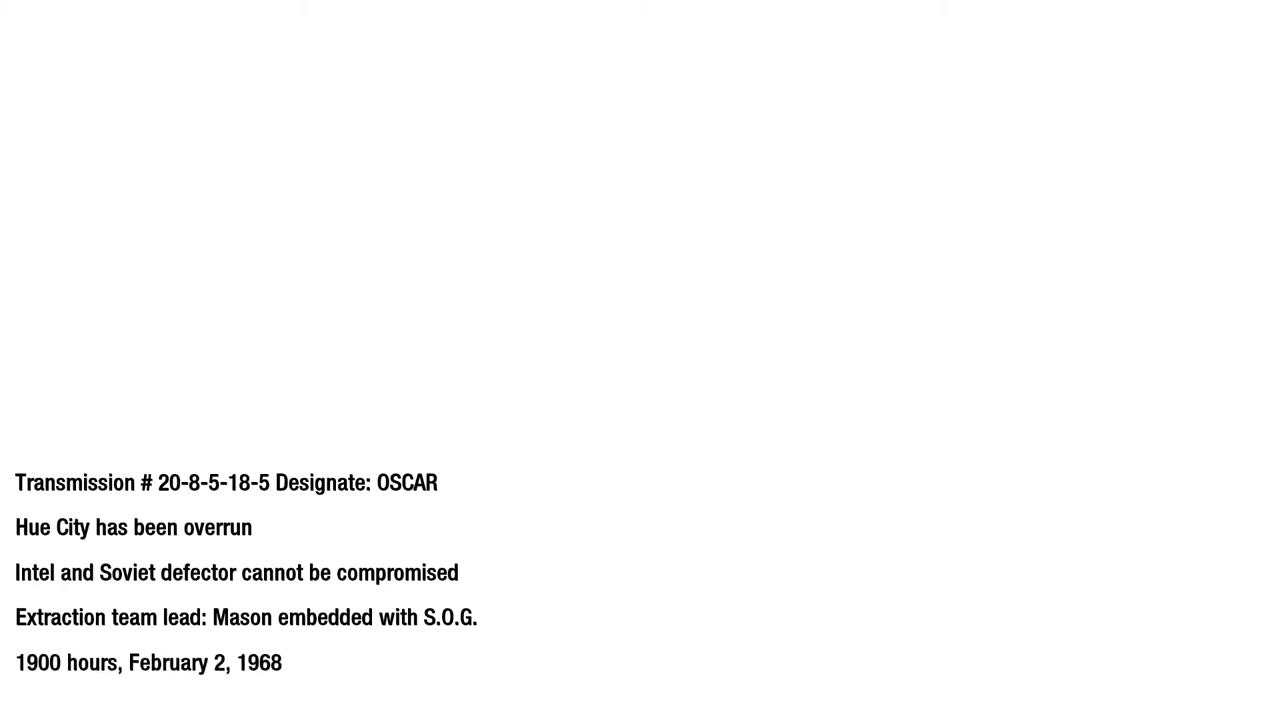 Transmission # 20-8-5-18-5 Designate: OSCAR
Hue City has been overrun
Intel and Soviet defector cannot be compromised
Extraction team lead: Mason embedded with S.O.G.
1900 hours, February 2, 1968